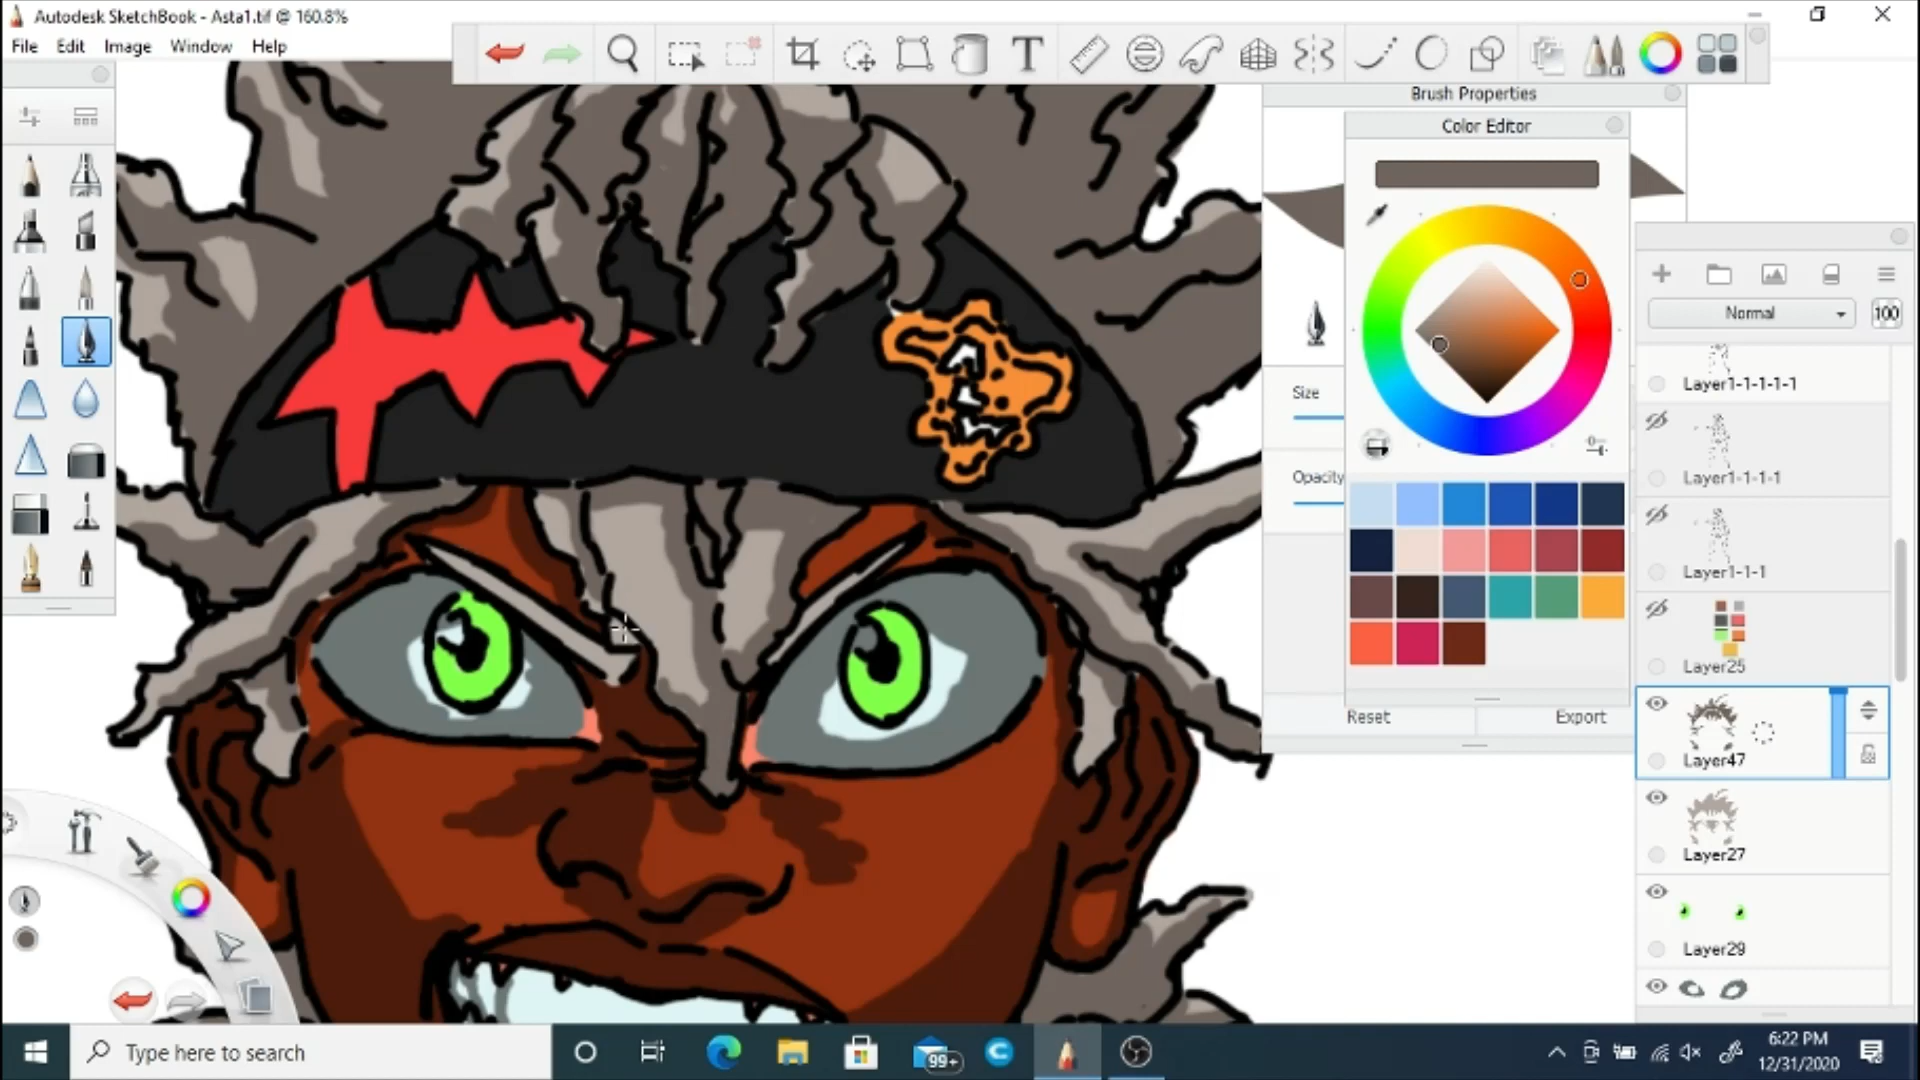 Autodesk SketchBook - Asta1.tif @ 160.8%
File Edit Image Window Help
T
Brush Properties
Color Editor
Size
Opacity
Reset Export
Normal 100
Layer1-1-1-1-1
Layer1-1-1-1
Layer1-1-1
Layer25
Layer47
Layer27
Layer29
Type here to search
99+
6:22 PM
12/31/2020